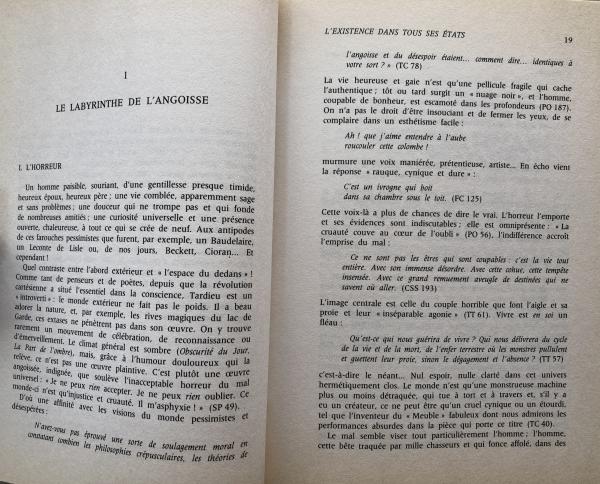 I
LE LABYRINTHE DE L'ANGOISSE
I. L'HORREUR
Un homme paisible, souriant, d'une gentillesse presque timide,
heureux époux, heureux père ; une vie comblée, apparemment sage
et sans problèmes ; une douceur qui ne trompe pas et qui fonde
de nombreuses amitiés ; une curiosité universelle et une présence
ouverte, chaleureuse, à tout ce qui se crée de neuf. Aux antipodes
de ces farouches pessimistes que furent, par exemple, un Baudelaire,
un Leconte de Lisle ou, de nos jours, Beckett, Cioran... Et
cependant !
Quel contraste entre l'abord extérieur et « l'espace du dedans » !
Comme tant de penseurs et de poètes, depuis que la révolution
cartésienne a situé l'essentiel dans la conscience, Tardieu est un
« introverti » : le monde extérieur ne fait pas le poids. Il a beau
adorer la nature, et, par exemple, les rives magiques du lac de
Garde, ces extases ne pénètrent pas dans son œuvre. On y trouve
rarement un mouvement de célébration, de reconnaissance ou
d'émerveillement. Le climat général est sombre (Obscurité du Jour,
La Part de l'ombre), mais, grâce à l'humour douloureux qui la
relève, ce n'est pas une œuvre plaintive. C'est plutôt une œuvre
angoissée, indignée, que soulève l'inacceptable horreur du mal
universel : « Je ne peux rien accepter. Je ne peux rien oublier. Ce
monde-ci n'est qu'injustice et cruauté. Il m'asphyxie ! » (SP 49).
D'où une affinité avec les visions du monde pessimistes et
désespérées :
N'avez-vous pas éprouvé une sorte de soulagement moral en
constatant combien les philosophies crépusculaires, les théories de
L'EXISTENCE DANS TOUS SES ÉTATS
19
l'angoisse et du désespoir étaient... comment dire... identiques à
votre sort ? » (TC 78)
La vie heureuse et gaie n'est qu'une pellicule fragile qui cache
l'authentique ; tôt ou tard surgit un « nuage noir », et l'homme,
coupable de bonheur, est escamoté dans les profondeurs (PO 187).
On n'a pas le droit d'être insouciant et de fermer les yeux, de se
complaire dans un esthétisme facile :
Ah ! que j'aime entendre à l'aube
roucouler cette colombe !
murmure une voix maniérée, prétentieuse, artiste... En écho vient
la réponse « rauque, cynique et dure » :
C'est un ivrogne qui boit
dans sa chambre sous le toit. (FC 125)
Cette voix-là a plus de chances de dire le vrai. L'horreur l'emporte
et ses évidences sont indiscutables ; elle est omniprésente : « La
cruauté couve au cœur de l'oubli » (PO 56), l'indifférence accroît
l'emprise du mal :
Ce ne sont pas les êtres qui sont coupables : c'est la vie tout
entière. Avec son immense désordre. Avec cette cohue, cette tempête
insensée. Avec ce grand remuement aveugle de destinées qui ne
savent où aller. (CSS 193)
L'image centrale est celle du couple horrible que font l'aigle et sa
proie et leur « inséparable agonie » (TT 61). Vivre est en soi un
fléau :
Qu'est-ce qui nous guérira de vivre ? Qui nous délivrera du cycle
de la vie et de la mort, de l'enfer terrestre où les monstres pullulent
et guettent leur proie, sinon le dégagement et l'absence ? (TT 57)
c'est-à-dire le néant... Nul espoir, nulle clarté dans cet univers
hermétiquement clos. Le monde n'est qu'une monstrueuse machine
plus ou moins détraquée, qui tue à tort et à travers et, s'il y a
eu un créateur, ce ne peut être qu'un cruel cynique ou un étourdi,
tel que l'inventeur du « Meuble » fabuleux dont nous admirons les
performances absurdes dans la pièce qui porte ce titre (TC 40).
Le mal semble viser tout particulièrement l'homme ; l'homme,
cette bête traquée par mille chasseurs et qui fonce affolé, dans des